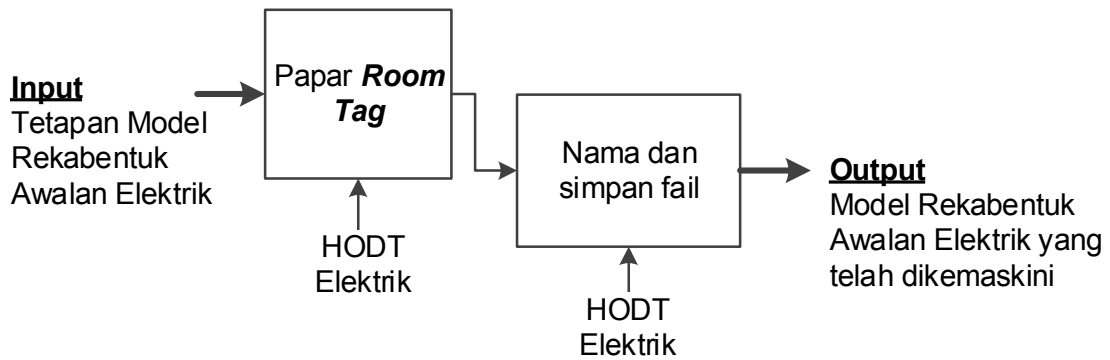 Input
Tetapan Model
Rekabentuk
Awalan Elektrik
Papar Room
Tag
HODT
Elektrik
Nama dan
simpan fail
HODT
Elektrik
Output
Model Rekabentuk
Awalan Elektrik yang
telah dikemaskini